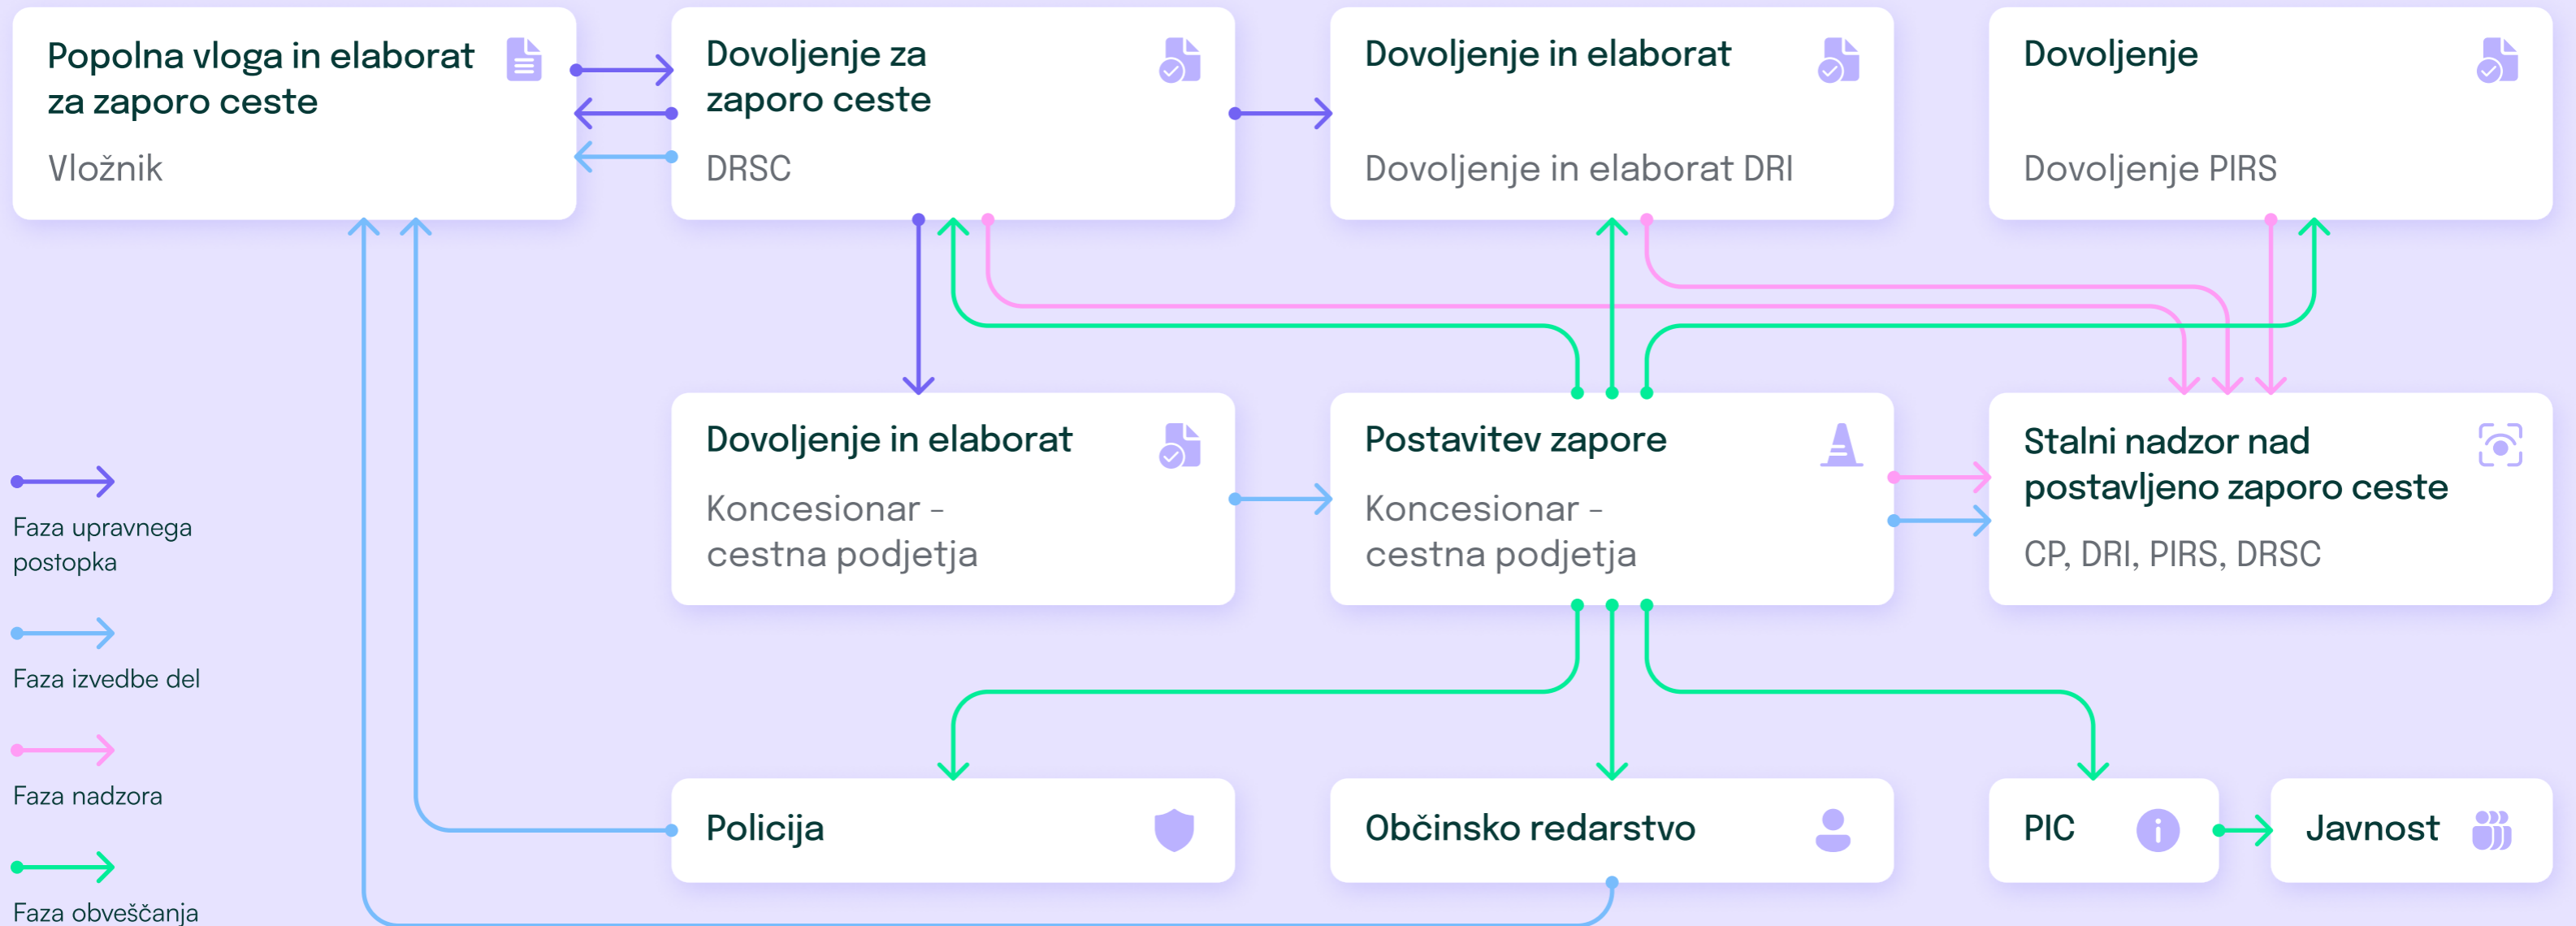 Popolna vloga in elaborat
za zaporo ceste
Vložnik
Dovoljenje za
zaporo ceste
DRSC
Dovoljenje in elaborat
Dovoljenje in elaborat DRI
Dovoljenje
Dovoljenje PIRS
Dovoljenje in elaborat
Koncesionar -
cestna podjetja
Postavitev zapore
Koncesionar -
cestna podjetja
Stalni nadzor nad
postavljeno zaporo ceste
CP, DRI, PIRS, DRSC
Faza upravnega
postopka
Faza izvedbe del
Faza nadzora
Faza obveščanja
Policija
Občinsko redarstvo
PIC
Javnost